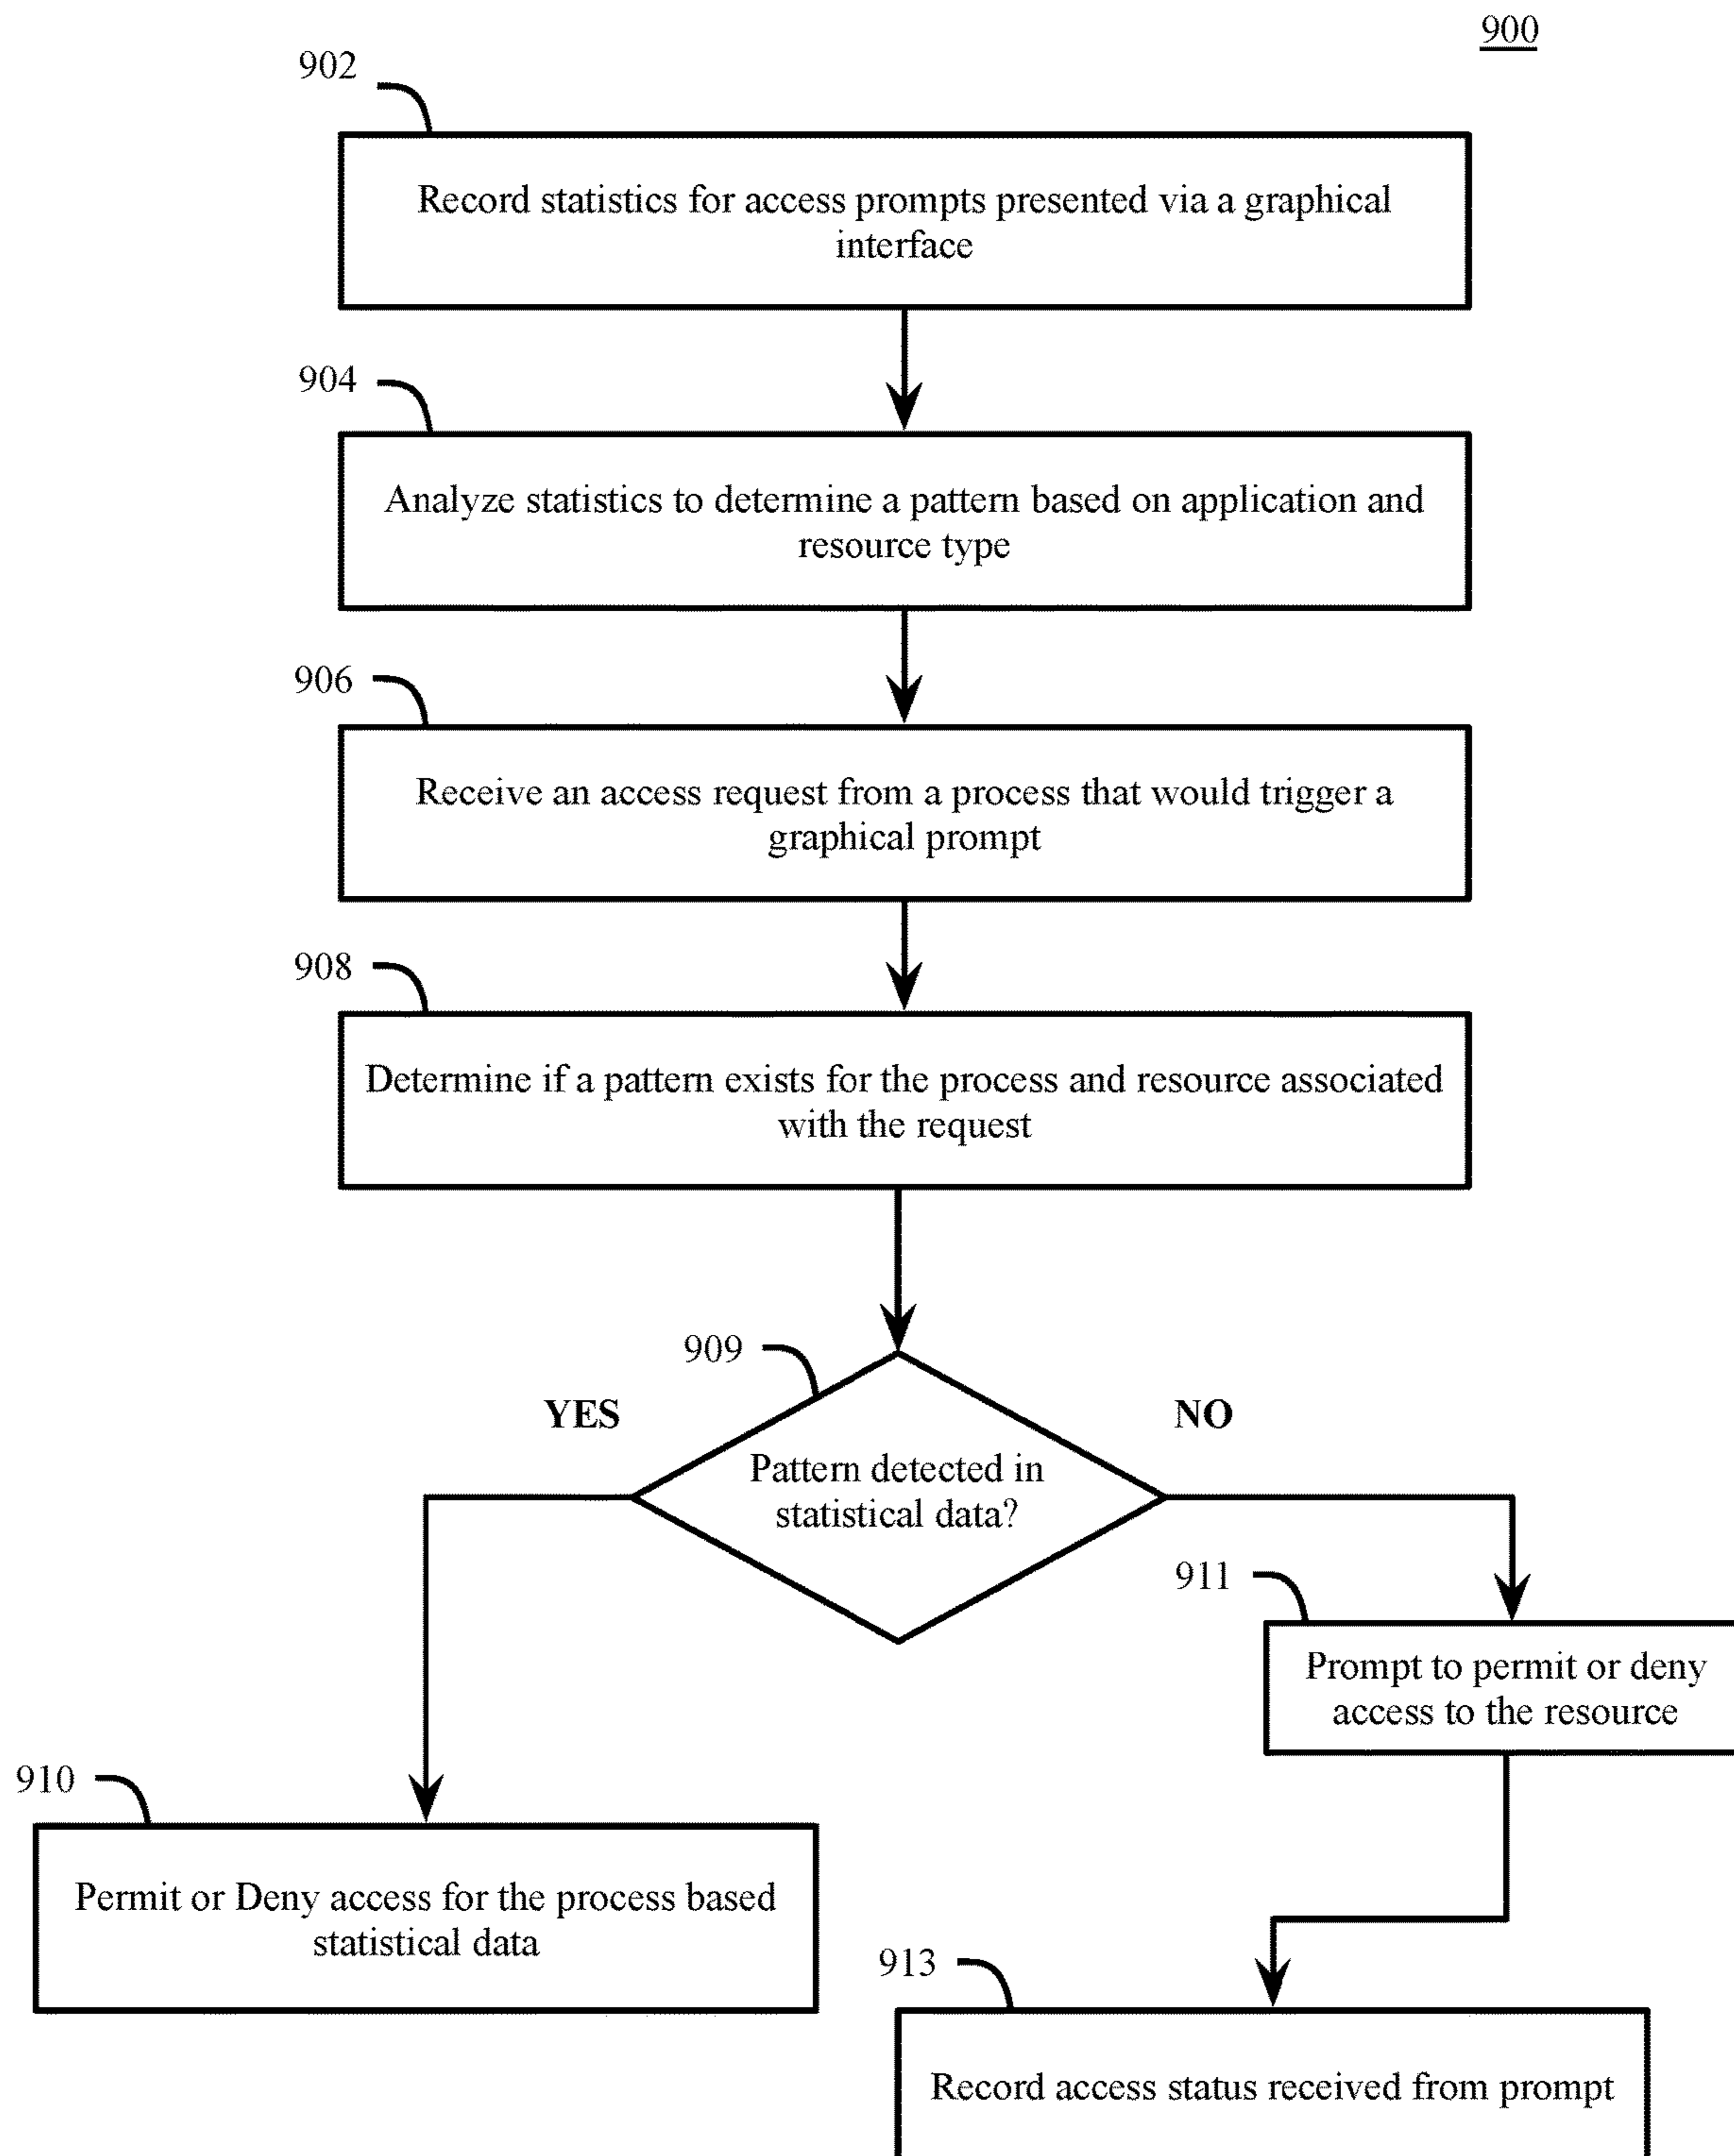 900
902
Record statistics for access prompts presented via a graphical
interface
904
Analyze statistics to determine a pattern based on application and
resource type
906
Receive an access request from a process that would trigger a
graphical prompt
908
Determine if a pattern exists for the process and resource associated
with the request
909
YES
NO
Pattern detected in
statistical data?
911
Prompt to permit or deny
access to the resource
910
Permit or Deny access for the process based
statistical data
913
Record access status received from prompt